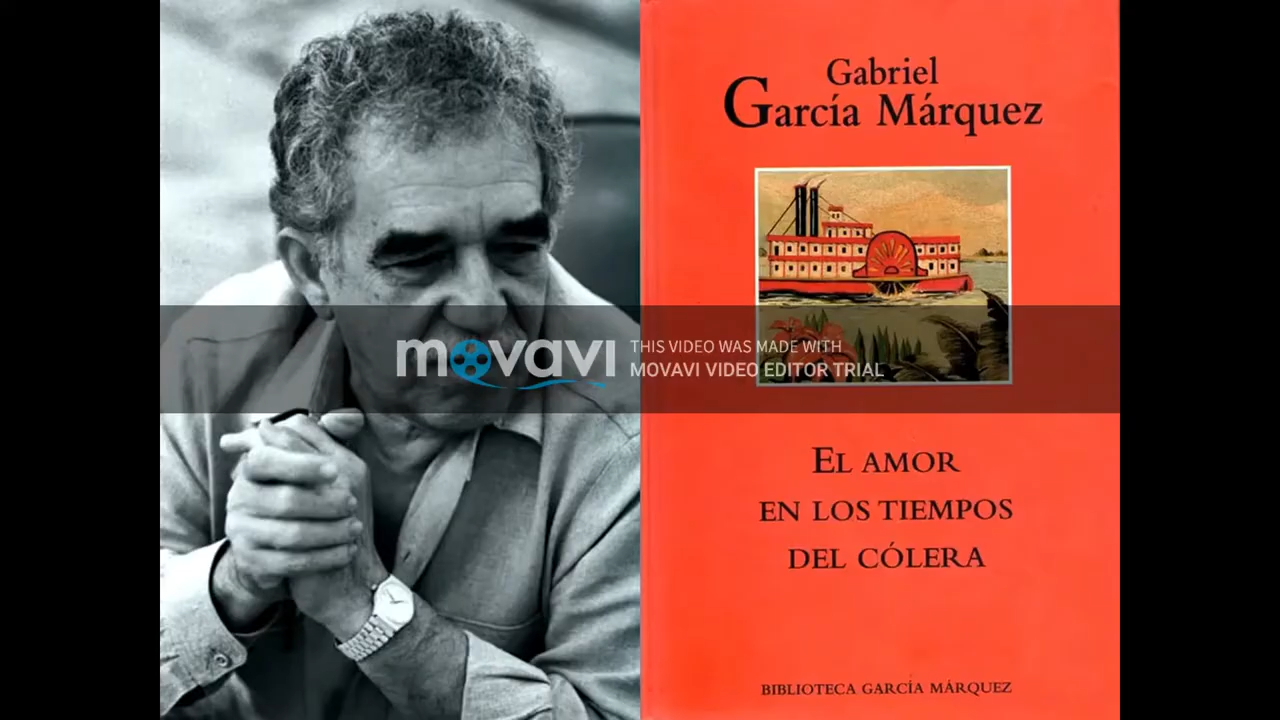 Gabriel
García Márquez
movavi
THIS VIDEO WAS MADE WITH
MOVAVI VIDEO EDITOR TRIAL
EL AMOR
EN LOS TIEMPOS
DEL CÓLERA
BIBLIOTECA GARCÍA MÁRQUEZ